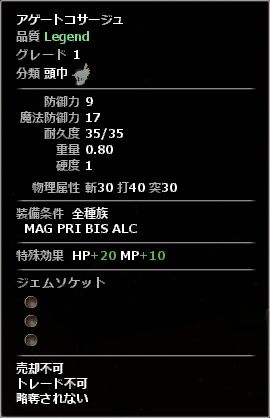 アゲートコサージュ
品質 Legend
グレード 1
分類 頭巾
防御力 9
魔法防御力 17
耐久度 35/35
重量 0.80
硬度 1
物理属性 斬30 打40 突30
装備条件 全種族
MAG PRI BIS ALC
特殊効果 HP+20 MP+10
ジェムソケット
売却不可
トレード不可
略奪されない